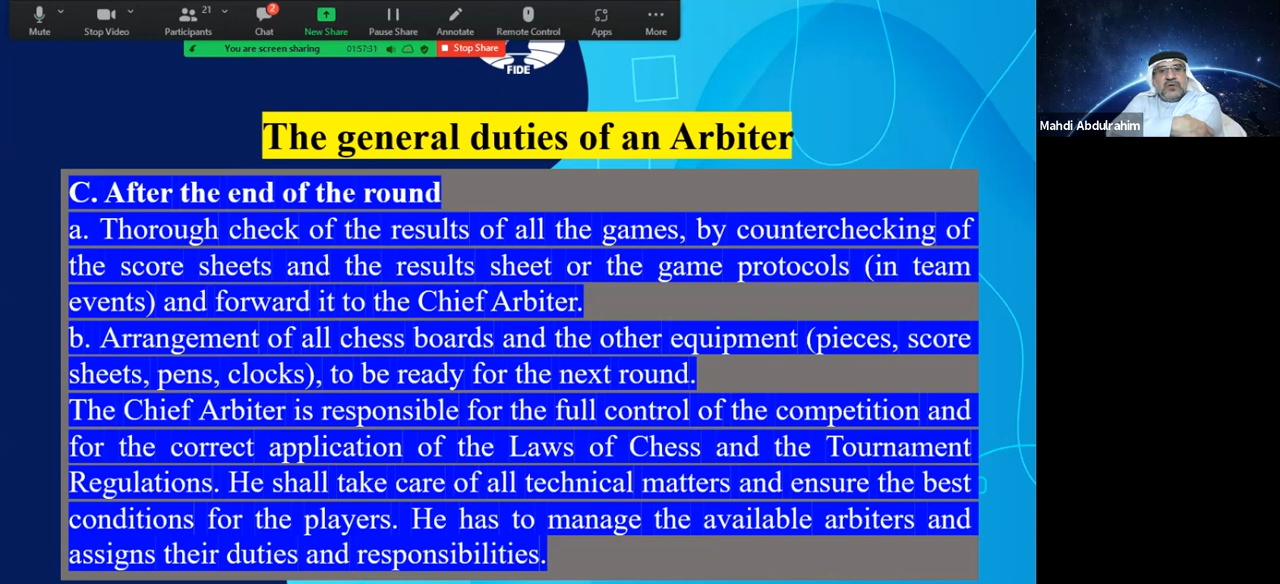 21
2
Mute
Stop Video
Participants
Chat
New Share
Pause Share
Annotate
Remote Control
Apps
More
You are screen sharing
01:57:31
Stop Share
FIDE
Mahdi Abdulrahim
The general duties of an Arbiter
C. After the end of the round
a. Thorough check of the results of all the games, by counterchecking of
the score sheets and the results sheet or the game protocols (in team
events) and forward it to the Chief Arbiter.
b. Arrangement of all chess boards and the other equipment (pieces, score
sheets, pens, clocks), to be ready for the next round.
The Chief Arbiter is responsible for the full control of the competition and
for the correct application of the Laws of Chess and the Tournament
Regulations. He shall take care of all technical matters and ensure the best
conditions for the players. He has to manage the available arbiters and
assigns their duties and responsibilities.